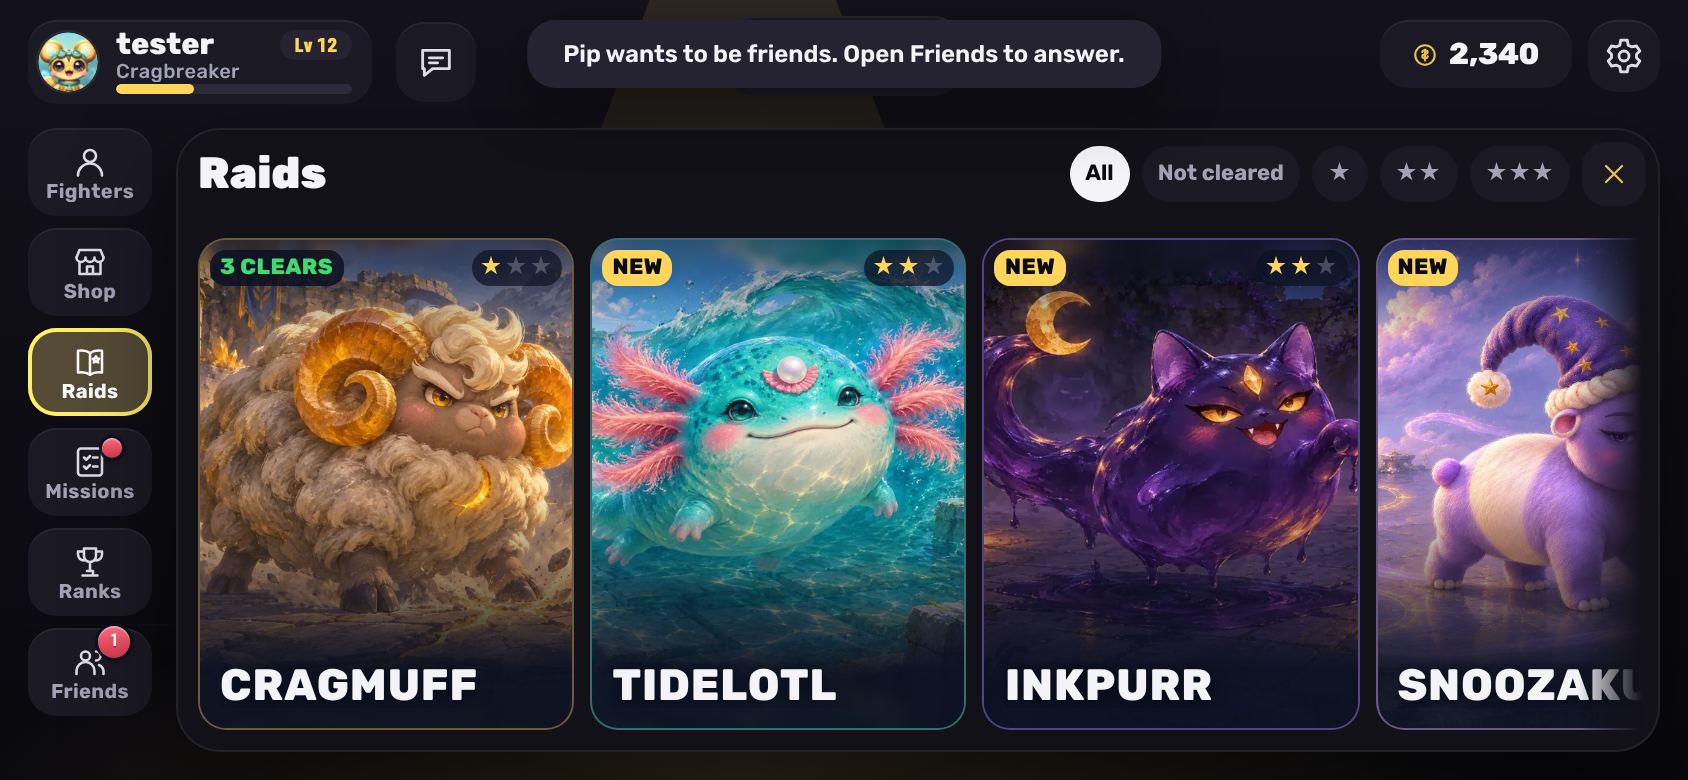 tester
Lv 12
Cragbreaker
Pip wants to be friends. Open Friends to answer.
2,340
Fighters
Shop
Raids
Missions
Ranks
1
Friends
Raids
All
Not cleared
★
★★
★★★
3 CLEARS
NEW
NEW
NEW
CRAGMUFF
TIDELOTL
INKPURR
SNOOZAKU